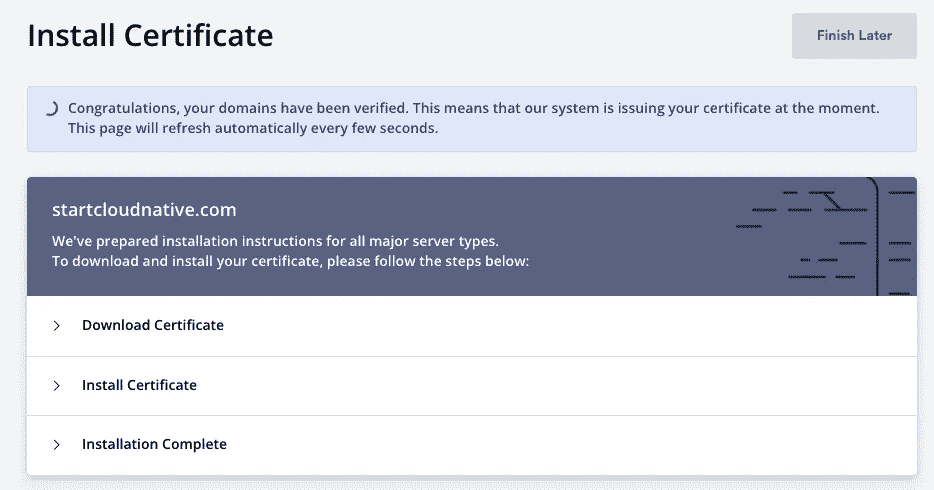 Install Certificate
Finish Later
Congratulations, your domains have been verified. This means that our system is issuing your certificate at the moment.
This page will refresh automatically every few seconds.
startcloudnative.com
We've prepared installation instructions for all major server types.
To download and install your certificate, please follow the steps below:
Download Certificate
Install Certificate
Installation Complete